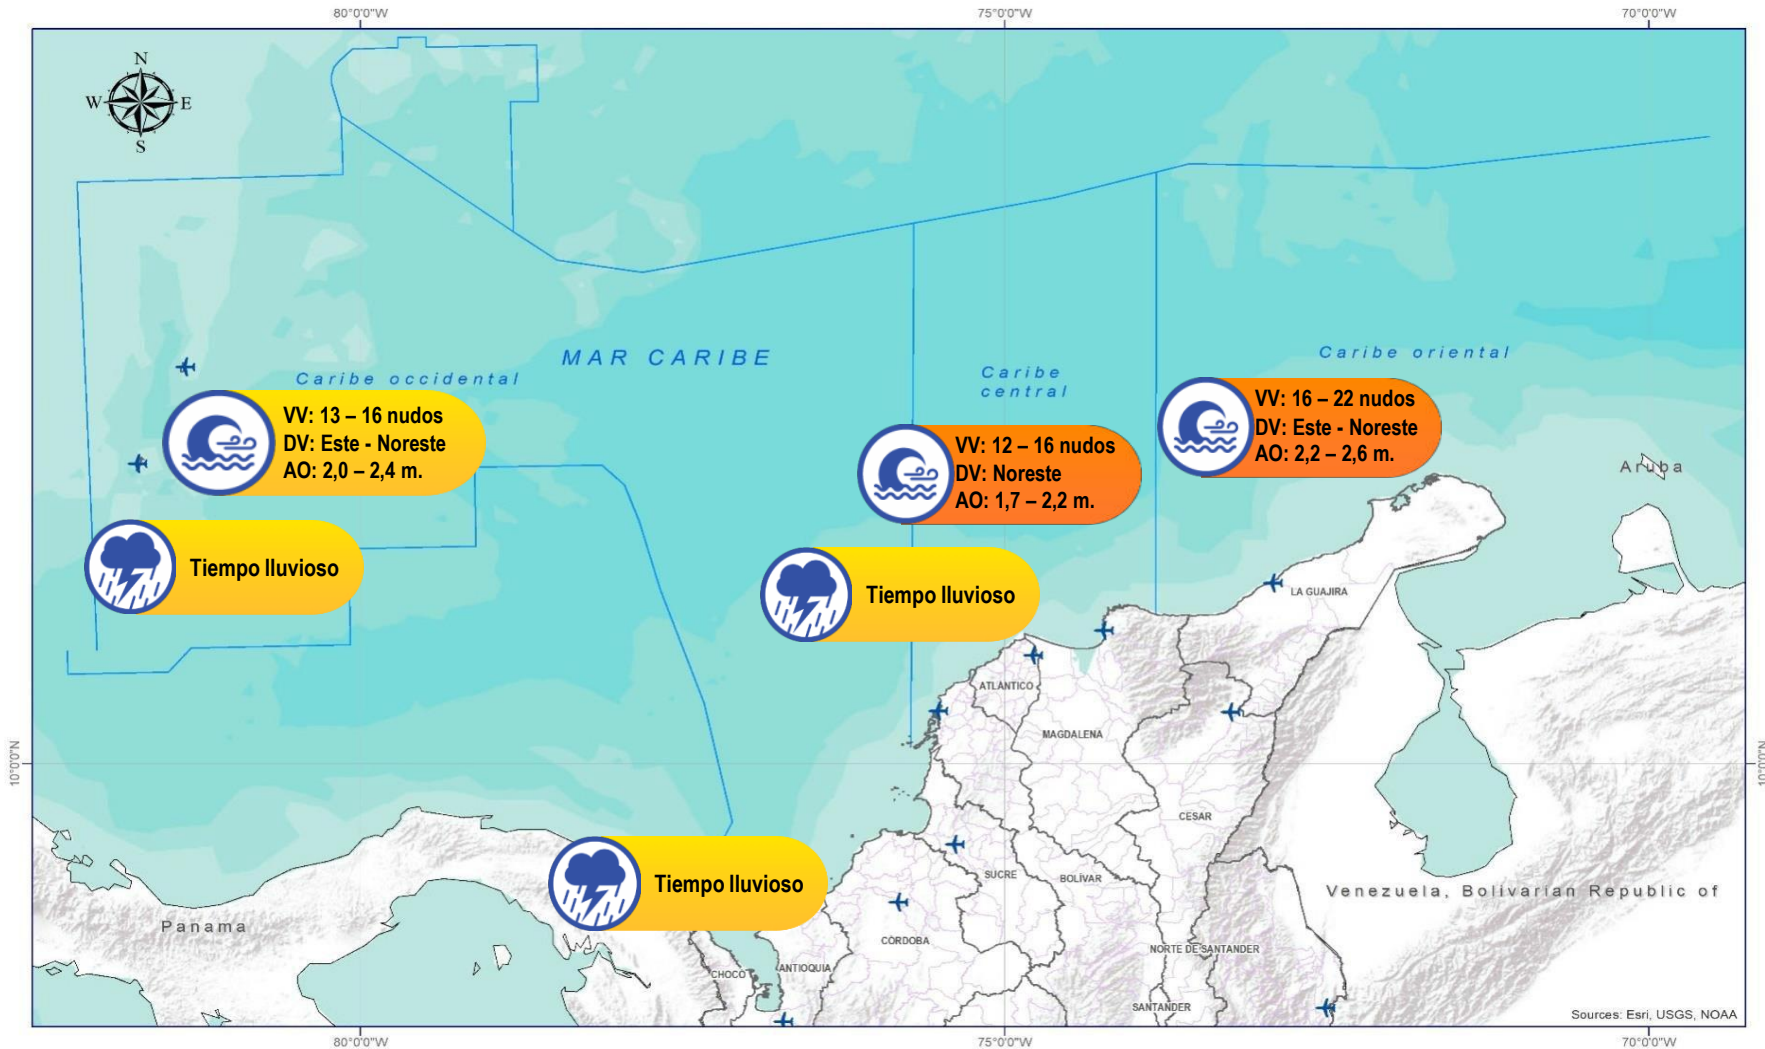 80°0'0"W
75°0'0"W
70°0'0"W
N
W
E
S
MAR CARIBE
Caribe occidental
Caribe
central
Caribe oriental
VV: 13 – 16 nudos
DV: Este - Noreste
AO: 2,0 – 2,4 m.
VV: 12 – 16 nudos
DV: Noreste
AO: 1,7 – 2,2 m.
VV: 16 – 22 nudos
DV: Este - Noreste
AO: 2,2 – 2,6 m.
Aruba
Tiempo lluvioso
Tiempo lluvioso
LA GUAJIRA
ATLÁNTICO
MAGDALENA
10°0'0"N
10°0'0"N
CESAR
Tiempo lluvioso
SUCRE
BOLÍVAR
Venezuela, Bolivarian Republic of
Panama
CÓRDOBA
NORTE DE SANTANDER
CHOCO
ANTIOQUIA
SANTANDER
Sources: Esri, USGS, NOAA
80°0'0"W
75°0'0"W
70°0'0"W